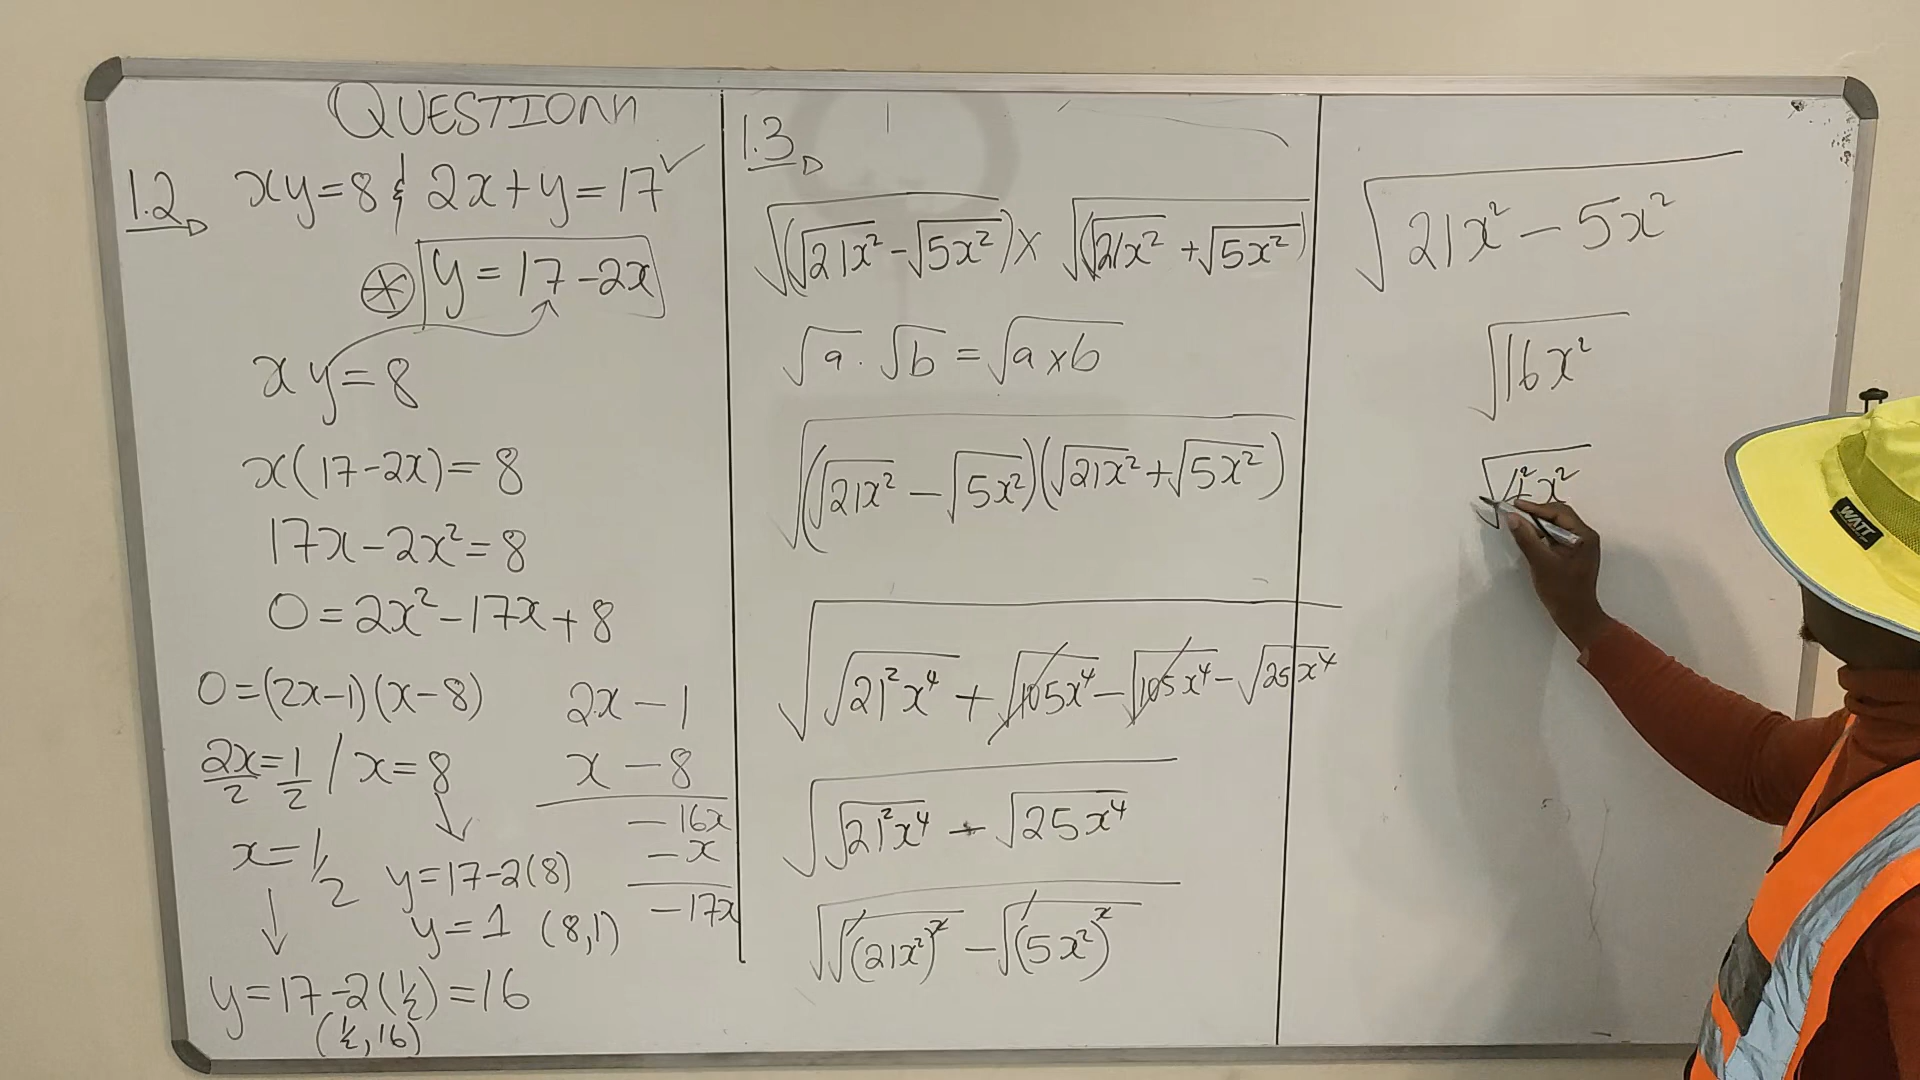 QUESTION
1.2 xy=8 & 2x+y=17 ✓
⊛ y=17-2x
xy=8
x(17-2x)=8
17x-2x²=8
0=2x²-17x+8
0=(2x-1)(x-8)
2x/2=1/2 / x=8
x=1/2
y=17-2(8)
y=1 (8,1)
y=17-2(½)=16
(½,16)
2x-1
x-8
-16x
-x
-17x
1.3
√(√21x²-√5x²) × √(√21x²+√5x²)
√a.√b=√a×b
√(√21x²-√5x²)(√21x²+√5x²)
√√21²x⁴+√105x⁴-√105x⁴-√25x⁴
√√21²x⁴-√25x⁴
√√(21x²)²-√(5x²)²
√21x²-5x²
√16x²
√4²x²
WATT